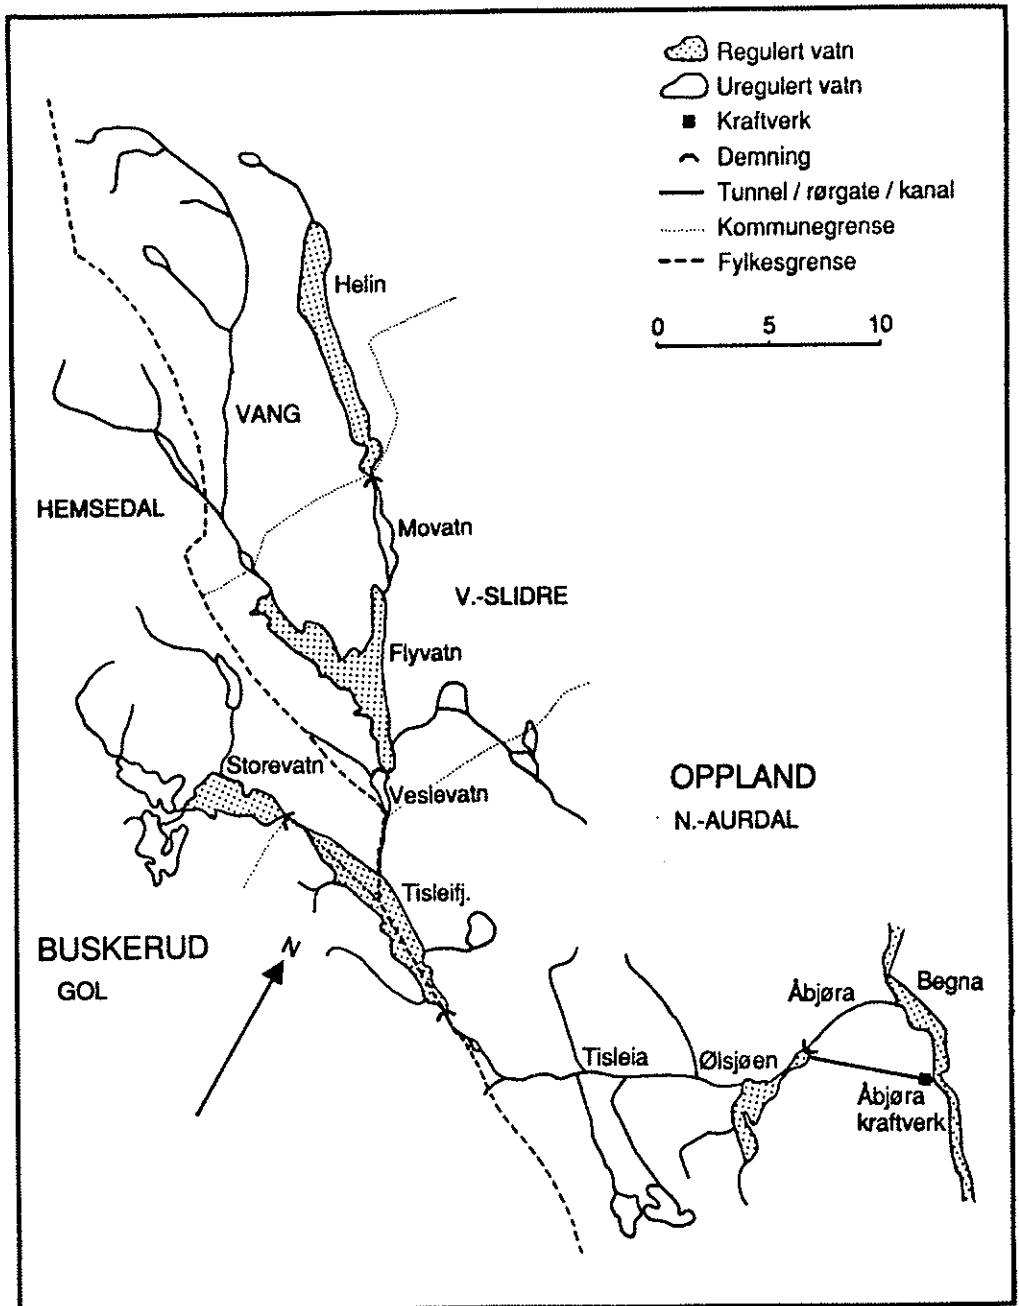 Regulert vatn
Uregulert vatn
Kraftverk
Demning
Tunnel / rørgate / kanal
Kommunegrense
Fylkesgrense
0 5 10
Helin
VANG
HEMSEDAL
Movatn
V.-SLIDRE
Flyvatn
Storevatn
Veslevatn
OPPLAND
N.-AURDAL
Tisleifj.
BUSKERUD
GOL
N
Begna
Åbjøra
Tisleia
Ølsjøen
Åbjøra
kraftverk